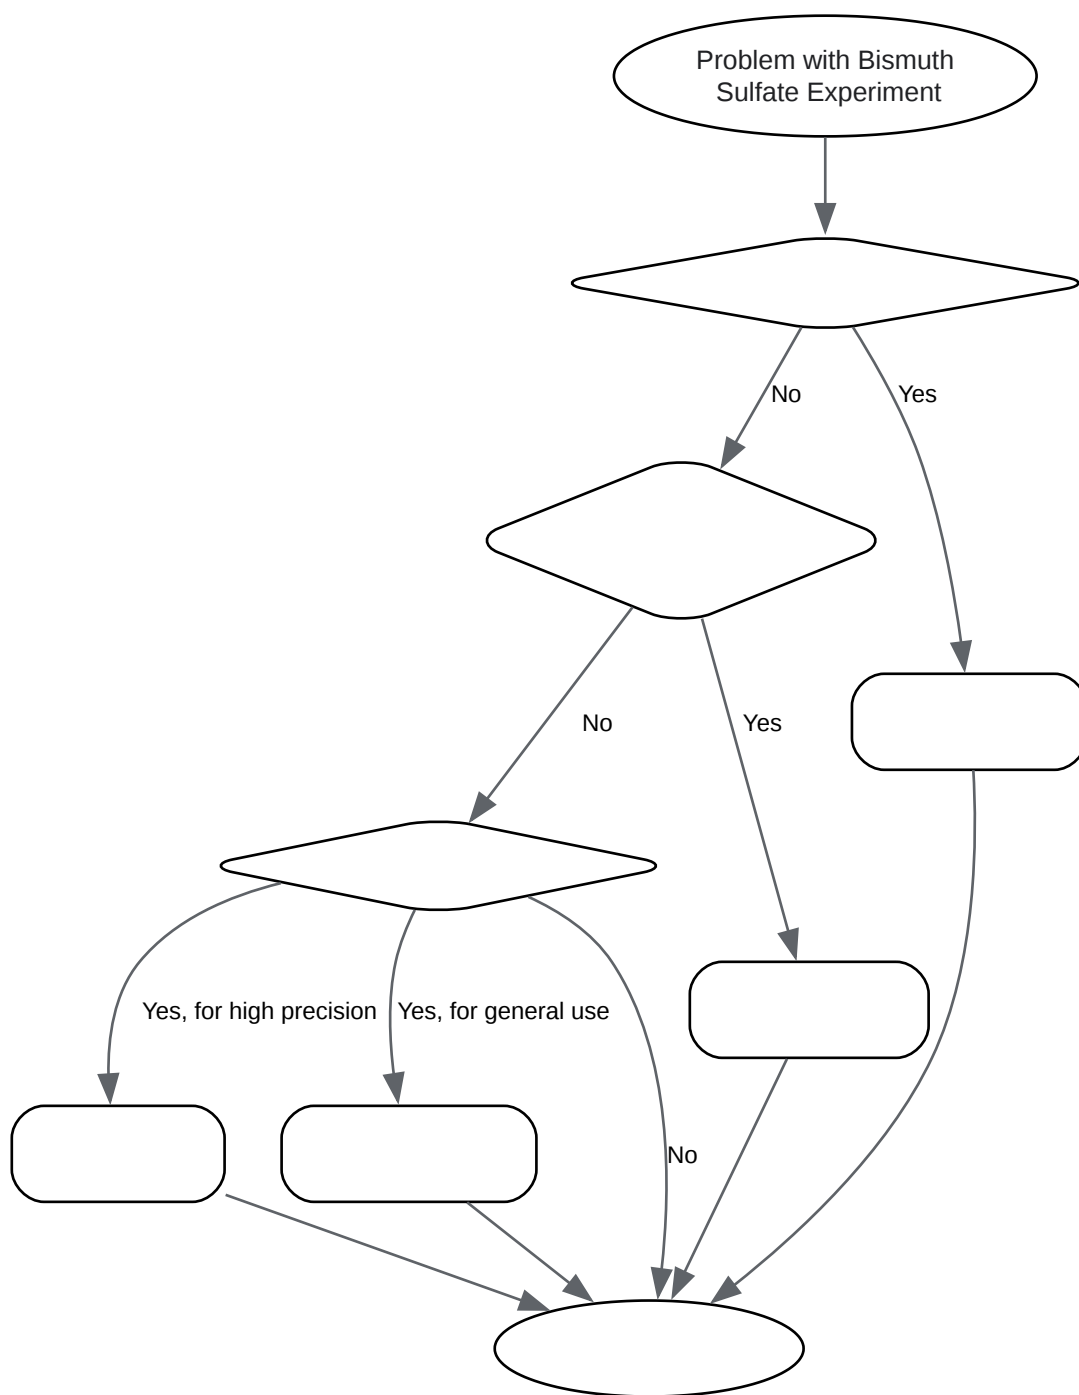 Problem with Bismuth
Sulfate Experiment
No
Yes
No
Yes
Yes, for high precision
Yes, for general use
No